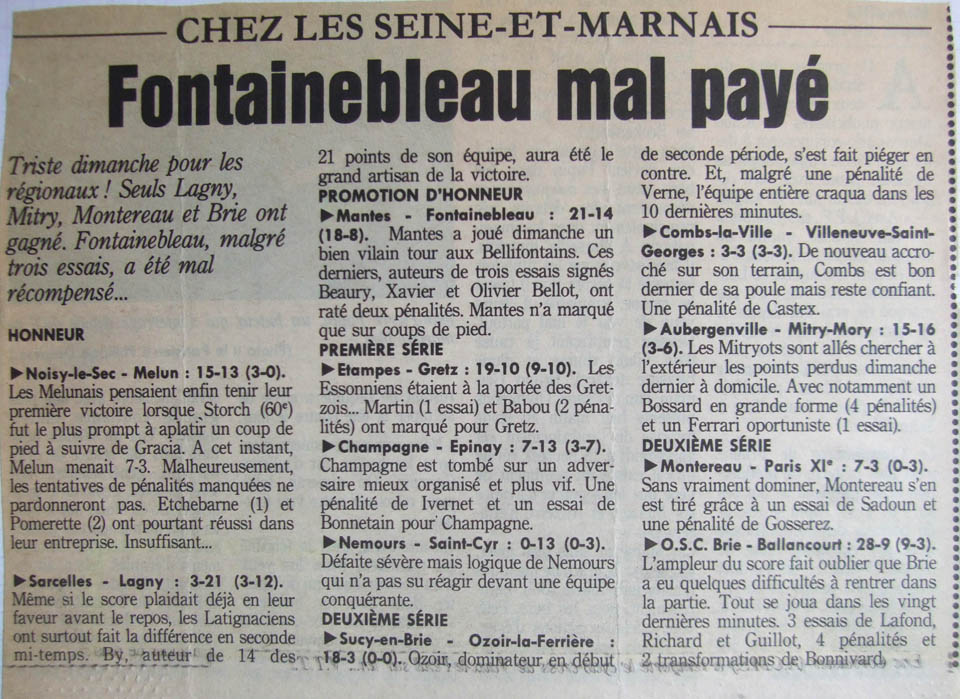 CHEZ LES SEINE-ET-MARNAIS
Fontainebleau mal payé
Triste dimanche pour les
régionaux ! Seuls Lagny,
Mitry, Montereau et Brie ont
gagné. Fontainebleau, malgré
trois essais, a été mal
récompensé...
HONNEUR
▶Noisy-le-Sec - Melun : 15-13 (3-0).
Les Melunais pensaient enfin tenir leur
première victoire lorsque Storch (60e)
fut le plus prompt à aplatir un coup de
pied à suivre de Gracia. A cet instant,
Melun menait 7-3. Malheureusement,
les tentatives de pénalités manquées ne
pardonneront pas. Etchebarne (1) et
Pomerette (2) ont pourtant réussi dans
leur entreprise. Insuffisant...
▶Sarcelles - Lagny : 3-21 (3-12).
Même si le score plaidait déjà en leur
faveur avant le repos, les Latignaciens
ont surtout fait la différence en seconde
mi-temps. By, auteur de 14 des
21 points de son équipe, aura été le
grand artisan de la victoire.
PROMOTION D'HONNEUR
▶Mantes - Fontainebleau : 21-14
(18-8). Mantes a joué dimanche un
bien vilain tour aux Bellifontains. Ces
derniers, auteurs de trois essais signés
Beaury, Xavier et Olivier Bellot, ont
raté deux pénalités. Mantes n'a marqué
que sur coups de pied.
PREMIÈRE SÉRIE
▶Etampes - Gretz : 19-10 (9-10). Les
Essonniens étaient à la portée des Gret-
zois... Martin (1 essai) et Babou (2 péna-
lités) ont marqué pour Gretz.
▶Champagne - Epinay : 7-13 (3-7).
Champagne est tombé sur un adver-
saire mieux organisé et plus vif. Une
pénalité de Ivernet et un essai de
Bonnetain pour Champagne.
▶Nemours - Saint-Cyr : 0-13 (0-3).
Défaite sévère mais logique de Nemours
qui n'a pas su réagir devant une équipe
conquérante.
DEUXIÈME SÉRIE
▶Sucy-en-Brie - Ozoir-la-Ferrière :
18-3 (0-0). Ozoir, dominateur en début
de seconde période, s'est fait piéger en
contre. Et, malgré une pénalité de
Verne, l'équipe entière craqua dans les
10 dernières minutes.
▶Combs-la-Ville - Villeneuve-Saint-
Georges : 3-3 (3-3). De nouveau accro-
ché sur son terrain, Combs est bon
dernier de sa poule mais reste confiant.
Une pénalité de Castex.
▶Aubergenville - Mitry-Mory : 15-16
(3-6). Les Mitryots sont allés chercher à
l'extérieur les points perdus dimanche
dernier à domicile. Avec notamment un
Bossard en grande forme (4 pénalités)
et un Ferrari oportuniste (1 essai).
DEUXIÈME SÉRIE
▶Montereau - Paris XIe : 7-3 (0-3).
Sans vraiment dominer, Montereau s'en
est tiré grâce à un essai de Sadoun et
une pénalité de Gosserez.
▶O.S.C. Brie - Ballancourt : 28-9 (9-3).
L'ampleur du score fait oublier que Brie
a eu quelques difficultés à rentrer dans
la partie. Tout se joua dans les vingt
dernières minutes. 3 essais de Lafond,
Richard et Guillot, 4 pénalités et
2 transformations de Bonnivard